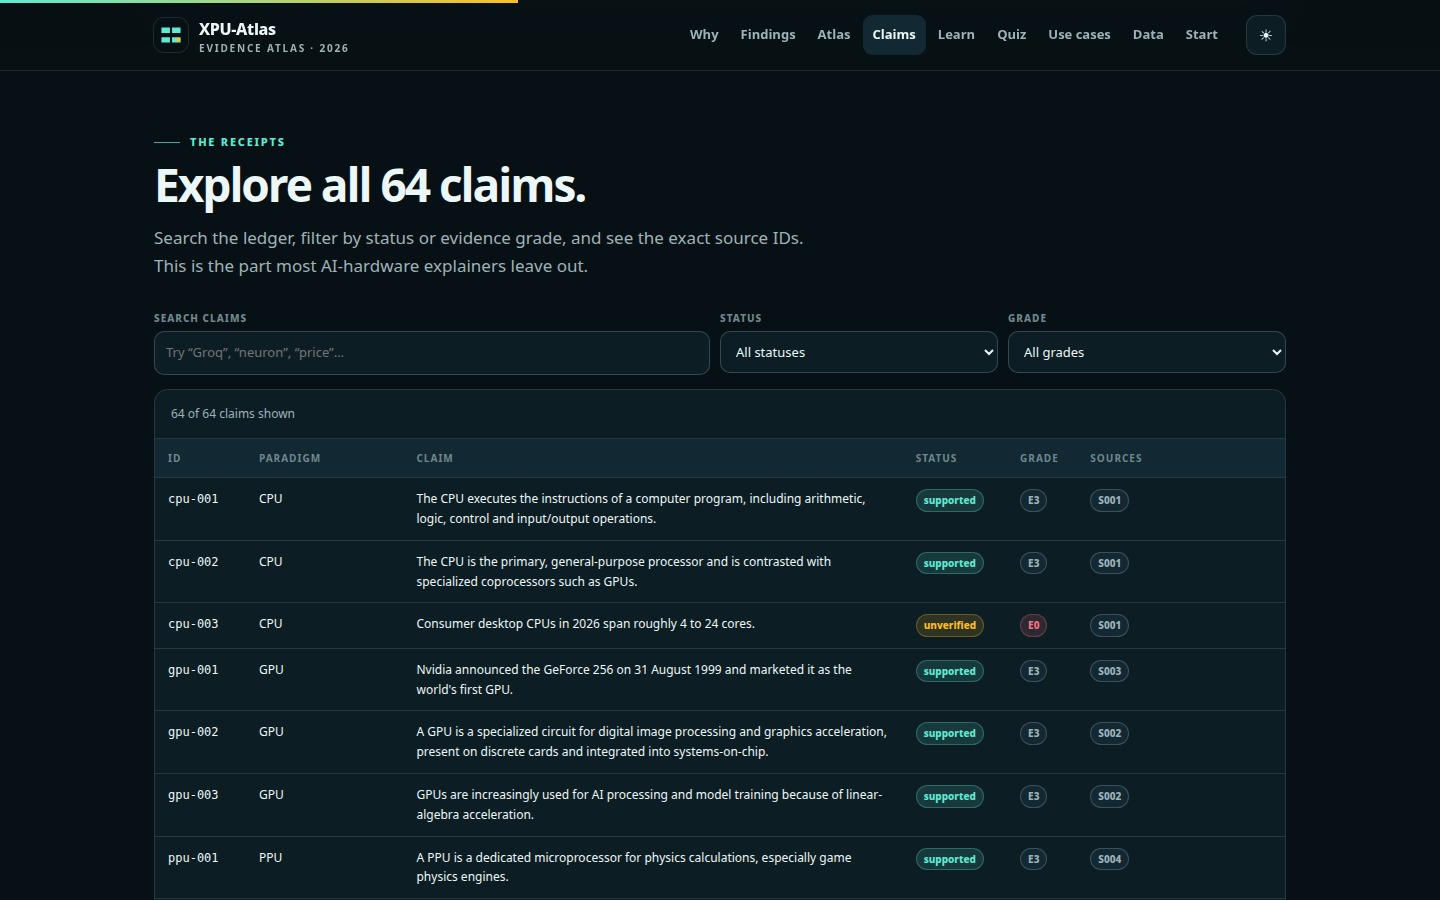 XPU-Atlas
EVIDENCE ATLAS · 2026
Why Findings Atlas Claims Learn Quiz Use cases Data Start
THE RECEIPTS
Explore all 64 claims.
Search the ledger, filter by status or evidence grade, and see the exact source IDs.
This is the part most AI-hardware explainers leave out.
SEARCH CLAIMS STATUS GRADE
Try “Groq”, “neuron”, “price”… All statuses All grades
64 of 64 claims shown
ID PARADIGM CLAIM STATUS GRADE SOURCES
cpu-001 CPU The CPU executes the instructions of a computer program, including arithmetic, supported E3 S001
logic, control and input/output operations.
cpu-002 CPU The CPU is the primary, general-purpose processor and is contrasted with supported E3 S001
specialized coprocessors such as GPUs.
cpu-003 CPU Consumer desktop CPUs in 2026 span roughly 4 to 24 cores. unverified E0 S001
gpu-001 GPU Nvidia announced the GeForce 256 on 31 August 1999 and marketed it as the supported E3 S003
world's first GPU.
gpu-002 GPU A GPU is a specialized circuit for digital image processing and graphics acceleration, supported E3 S002
present on discrete cards and integrated into systems-on-chip.
gpu-003 GPU GPUs are increasingly used for AI processing and model training because of linear- supported E3 S002
algebra acceleration.
ppu-001 PPU A PPU is a dedicated microprocessor for physics calculations, especially game supported E3 S004
physics engines.